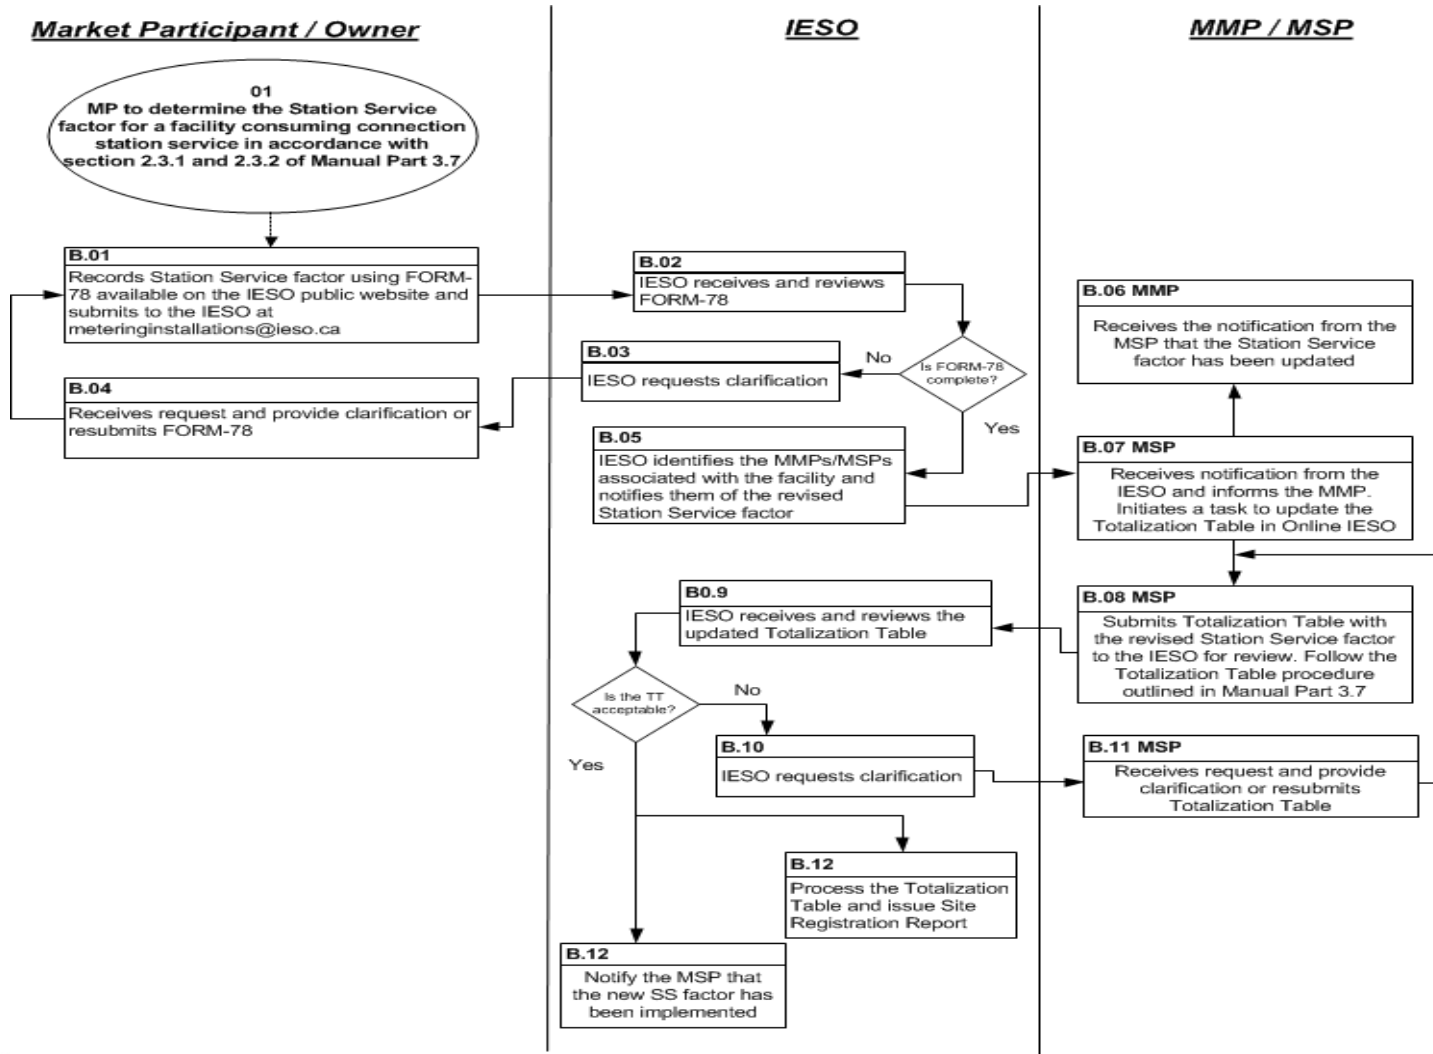 Market Participant / Owner
IESO
MMP / MSP
01
MP to determine the Station Service
factor for a facility consuming connection
station service in accordance with
section 2.3.1 and 2.3.2 of Manual Part 3.7
B.01
Records Station Service factor using FORM-
78 available on the IESO public website and
submits to the IESO at
meteringinstallations@ieso.ca
B.02
IESO receives and reviews
FORM-78
Is FORM-78
complete?
No
Yes
B.03
IESO requests clarification
B.04
Receives request and provide clarification or
resubmits FORM-78
B.05
IESO identifies the MMPs/MSPs
associated with the facility and
notifies them of the revised
Station Service factor
B.06 MMP
Receives the notification from the
MSP that the Station Service
factor has been updated
B.07 MSP
Receives notification from the
IESO and informs the MMP.
Initiates a task to update the
Totalization Table in Online IESO
B.08 MSP
Submits Totalization Table with
the revised Station Service factor
to the IESO for review. Follow the
Totalization Table procedure
outlined in Manual Part 3.7
B0.9
IESO receives and reviews the
updated Totalization Table
Is the TT
acceptable?
No
Yes
B.10
IESO requests clarification
B.11 MSP
Receives request and provide
clarification or resubmits
Totalization Table
B.12
Process the Totalization
Table and issue Site
Registration Report
B.12
Notify the MSP that
the new SS factor has
been implemented